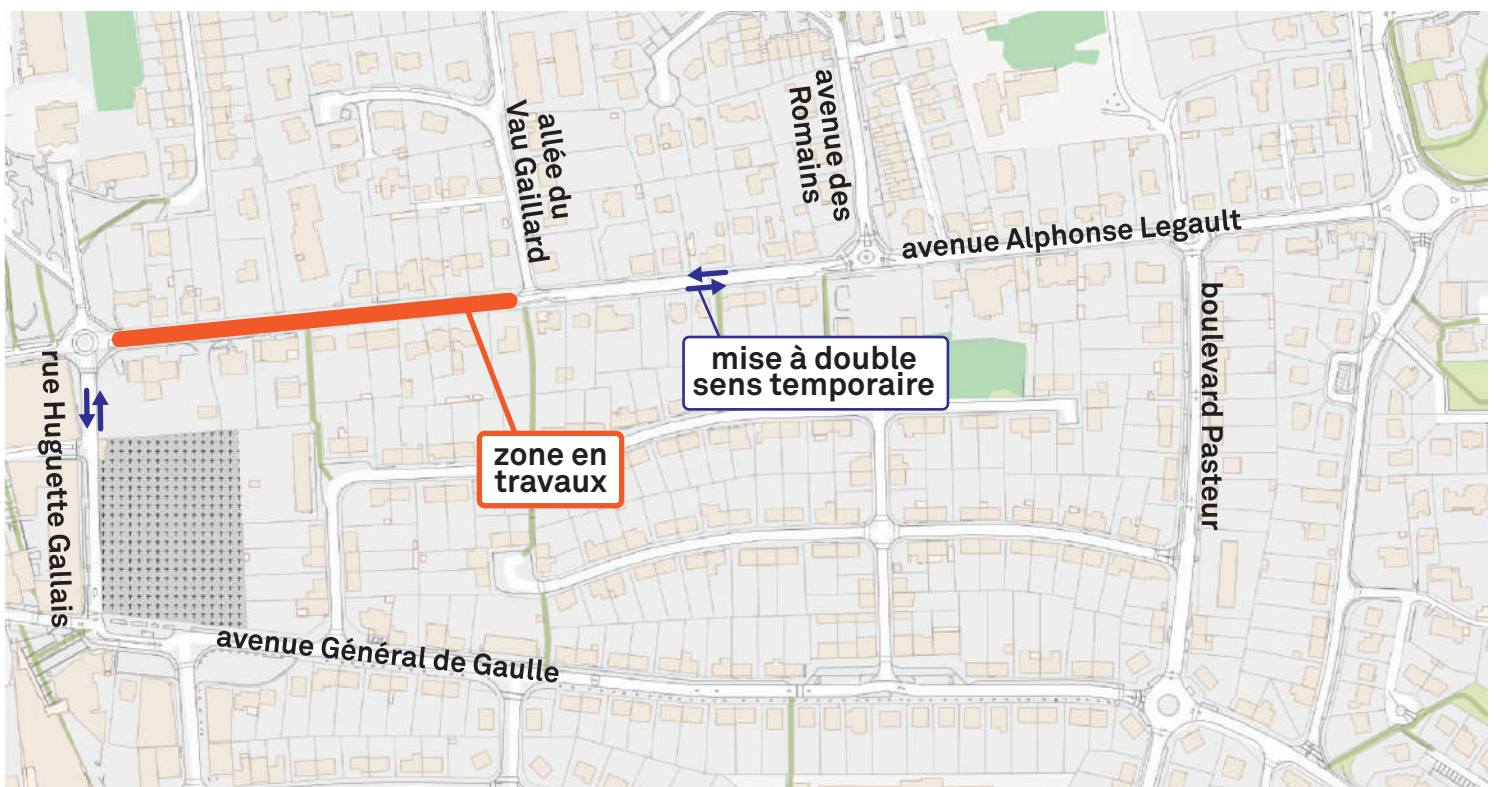 allée du
Vau Gaillard
avenue des
Romains
avenue Alphonse Legault
mise à double
sens temporaire
rue Huguette Gallais
zone en
travaux
boulevard Pasteur
avenue Général de Gaulle